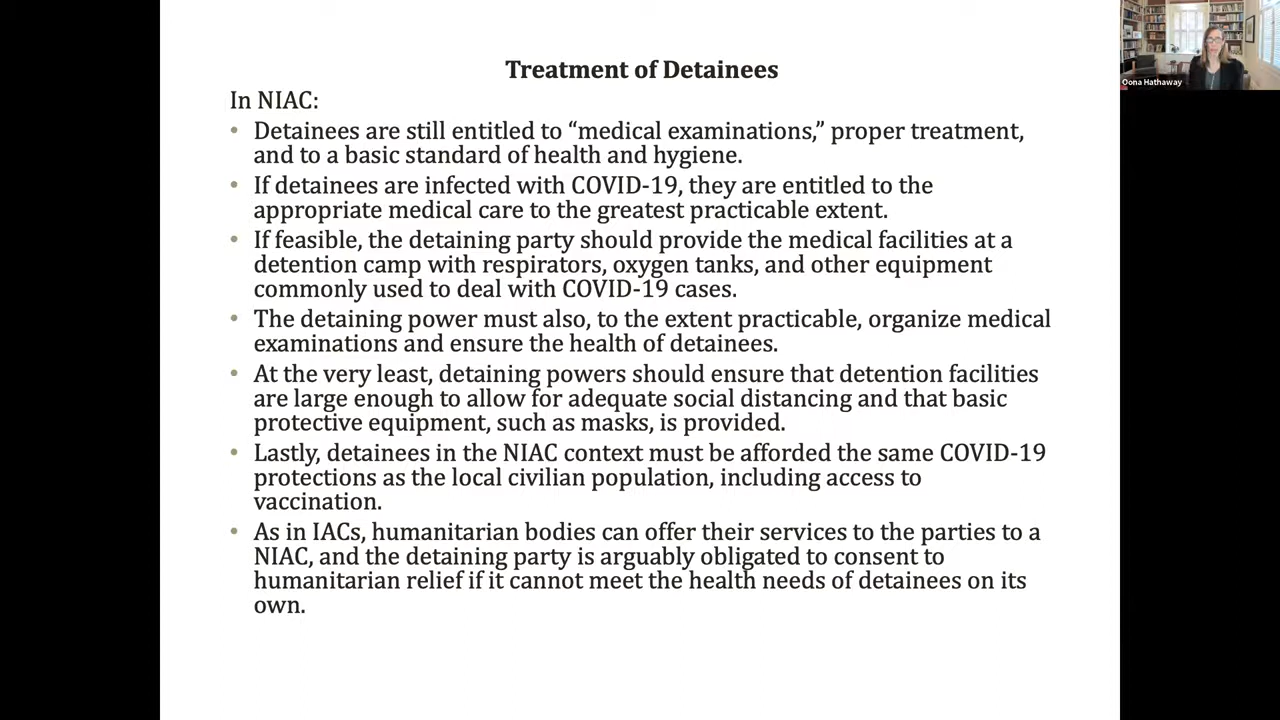 Treatment of Detainees
In NIAC:
• Detainees are still entitled to “medical examinations,” proper treatment,
and to a basic standard of health and hygiene.
• If detainees are infected with COVID-19, they are entitled to the
appropriate medical care to the greatest practicable extent.
• If feasible, the detaining party should provide the medical facilities at a
detention camp with respirators, oxygen tanks, and other equipment
commonly used to deal with COVID-19 cases.
• The detaining power must also, to the extent practicable, organize medical
examinations and ensure the health of detainees.
• At the very least, detaining powers should ensure that detention facilities
are large enough to allow for adequate social distancing and that basic
protective equipment, such as masks, is provided.
• Lastly, detainees in the NIAC context must be afforded the same COVID-19
protections as the local civilian population, including access to
vaccination.
• As in IACs, humanitarian bodies can offer their services to the parties to a
NIAC, and the detaining party is arguably obligated to consent to
humanitarian relief if it cannot meet the health needs of detainees on its
own.
Oona Hathaway